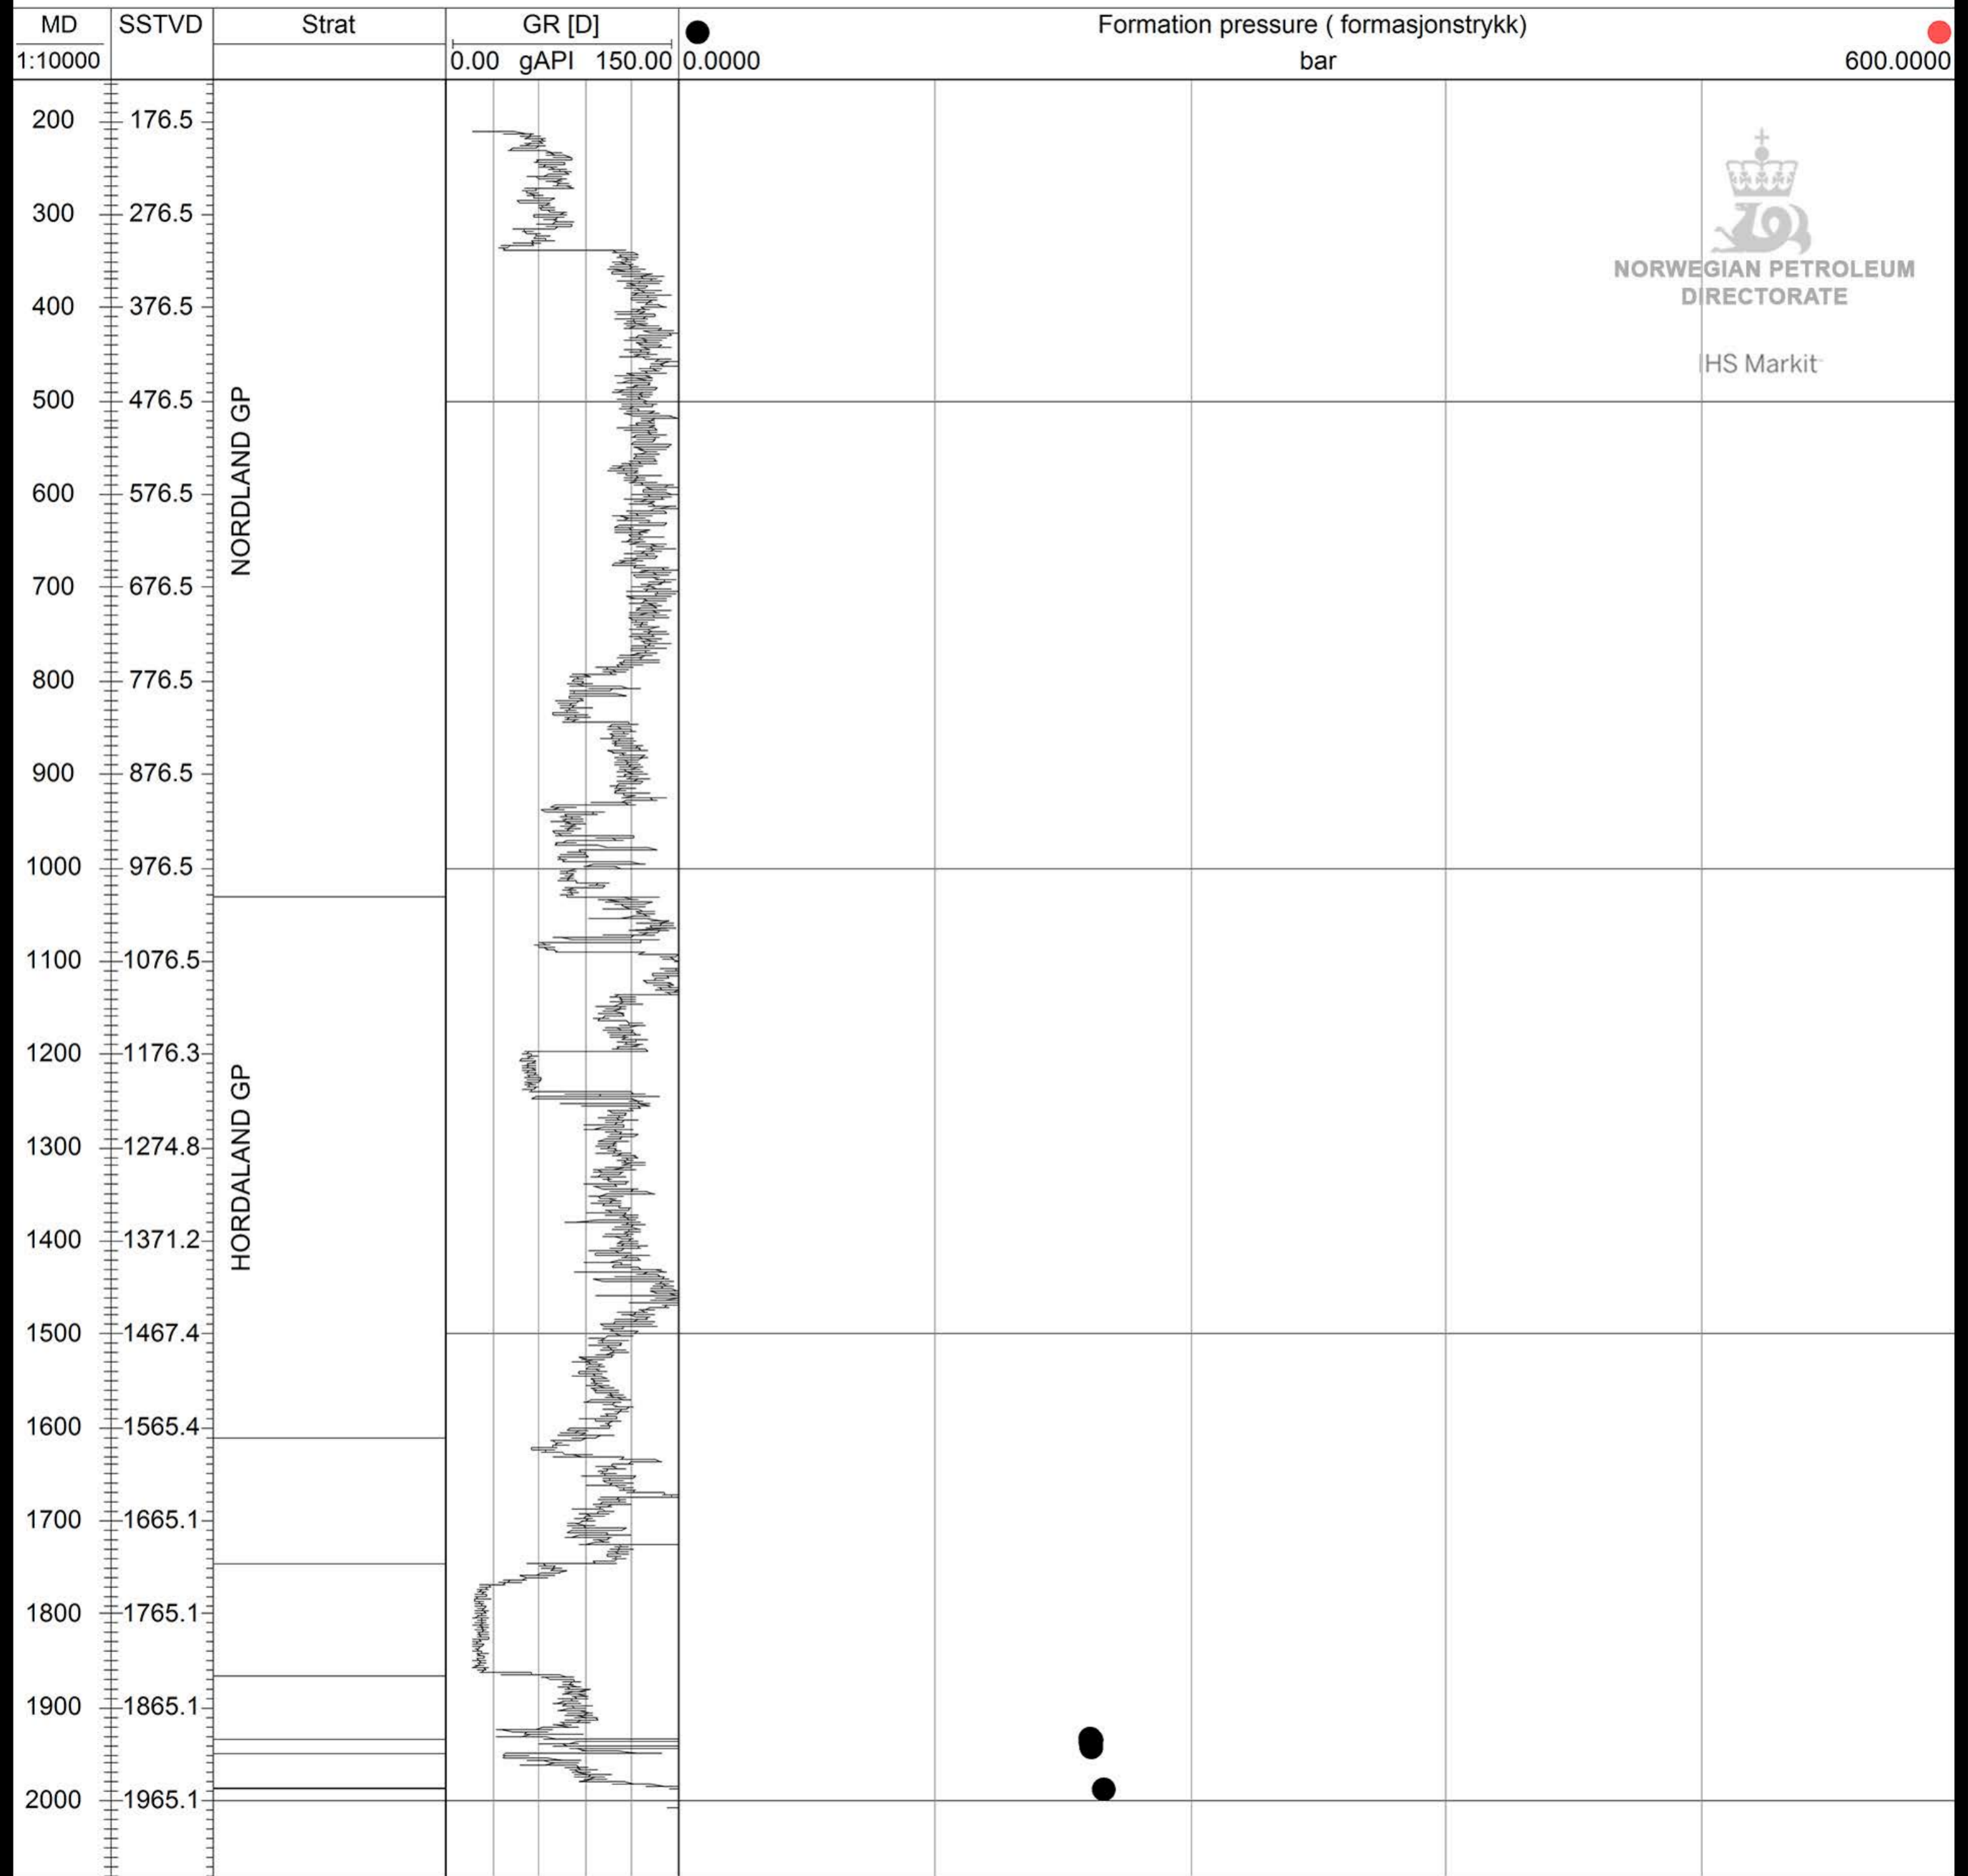 MD SSTVD Strat GR [D] Formation pressure ( formasjonstrykk)
1:10000 0.00 gAPI 150.00 0.0000 bar 600.0000
200 176.5
300 276.5
NORWEGIAN PETROLEUM
DIRECTORATE
400 376.5
IHS Markit
500 476.5
NORDLAND GP
600 576.5
700 676.5
800 776.5
900 876.5
1000 976.5
1100 1076.5
1200 1176.3
HORDALAND GP
1300 1274.8
1400 1371.2
1500 1467.4
1600 1565.4
1700 1665.1
1800 1765.1
1900 1865.1
2000 1965.1